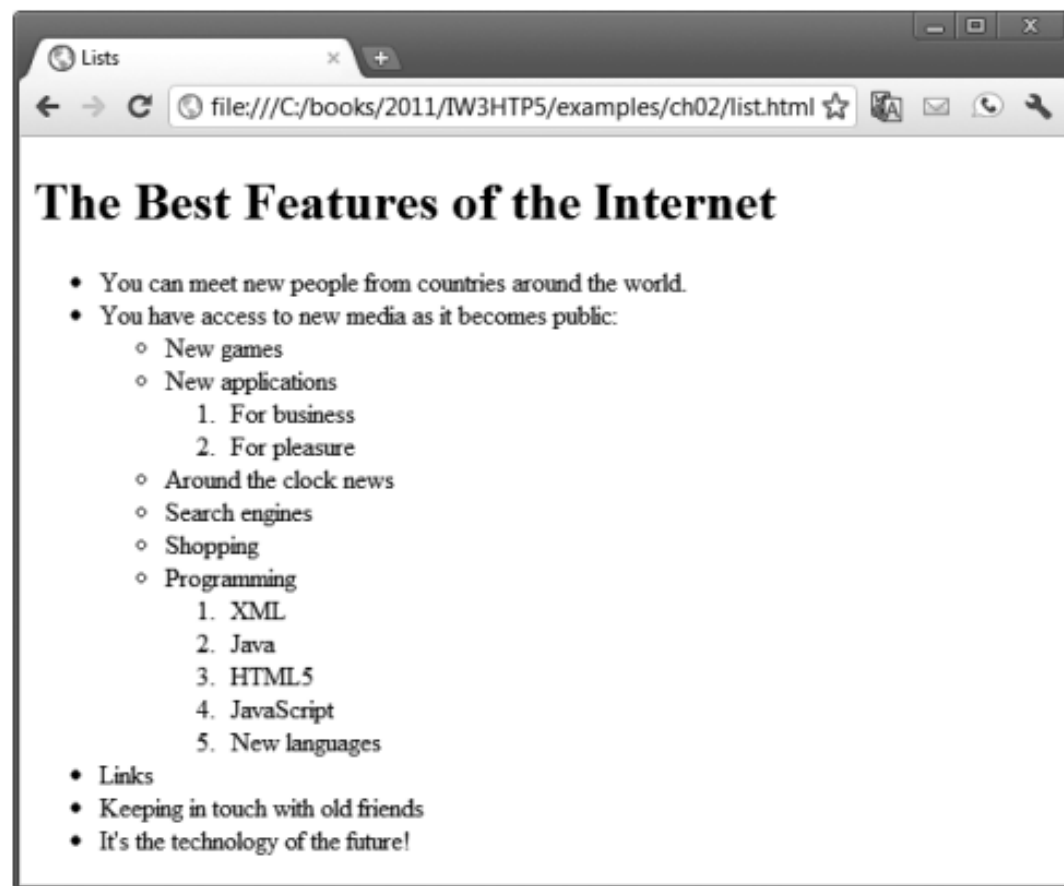 Lists
file:///C:/books/2011/IW3HTP5/examples/ch02/list.html
The Best Features of the Internet
• You can meet new people from countries around the world.
• You have access to new media as it becomes public:
◦ New games
◦ New applications
1. For business
2. For pleasure
◦ Around the clock news
◦ Search engines
◦ Shopping
◦ Programming
1. XML
2. Java
3. HTML5
4. JavaScript
5. New languages
• Links
• Keeping in touch with old friends
• It's the technology of the future!